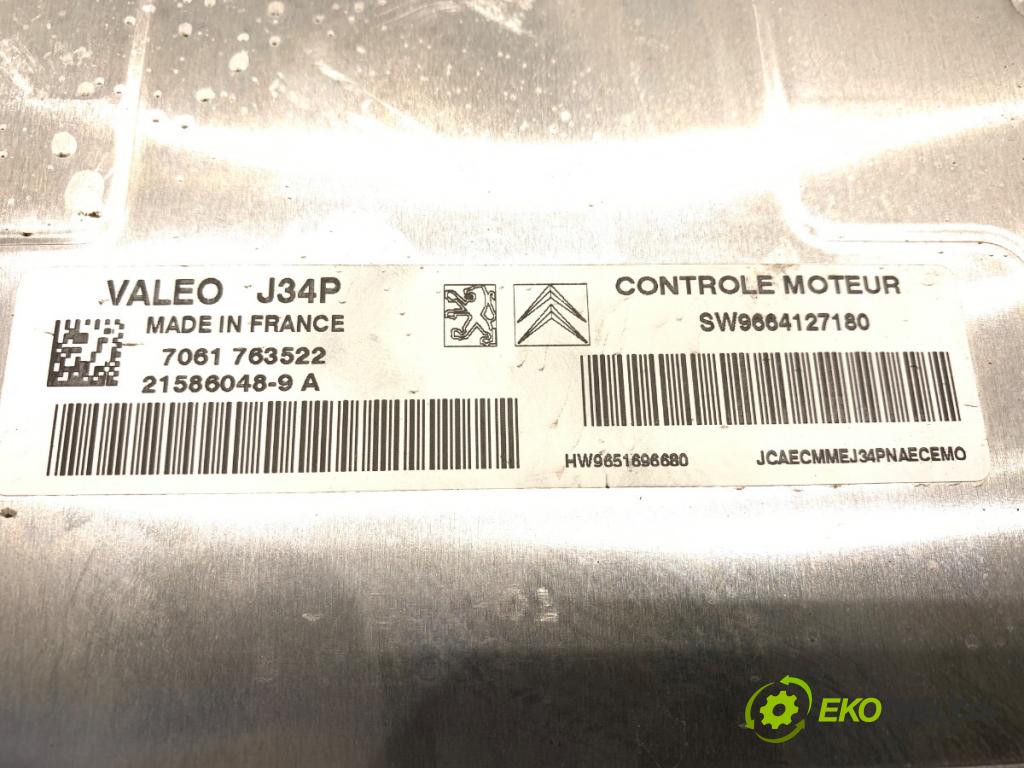 VALEO J34P
MADE IN FRANCE
7061 763522
21586048-9 A
CONTROLE MOTEUR
SW9664127180
HW9651696680
JCAECMMEJ34PNAECEMO
EKO